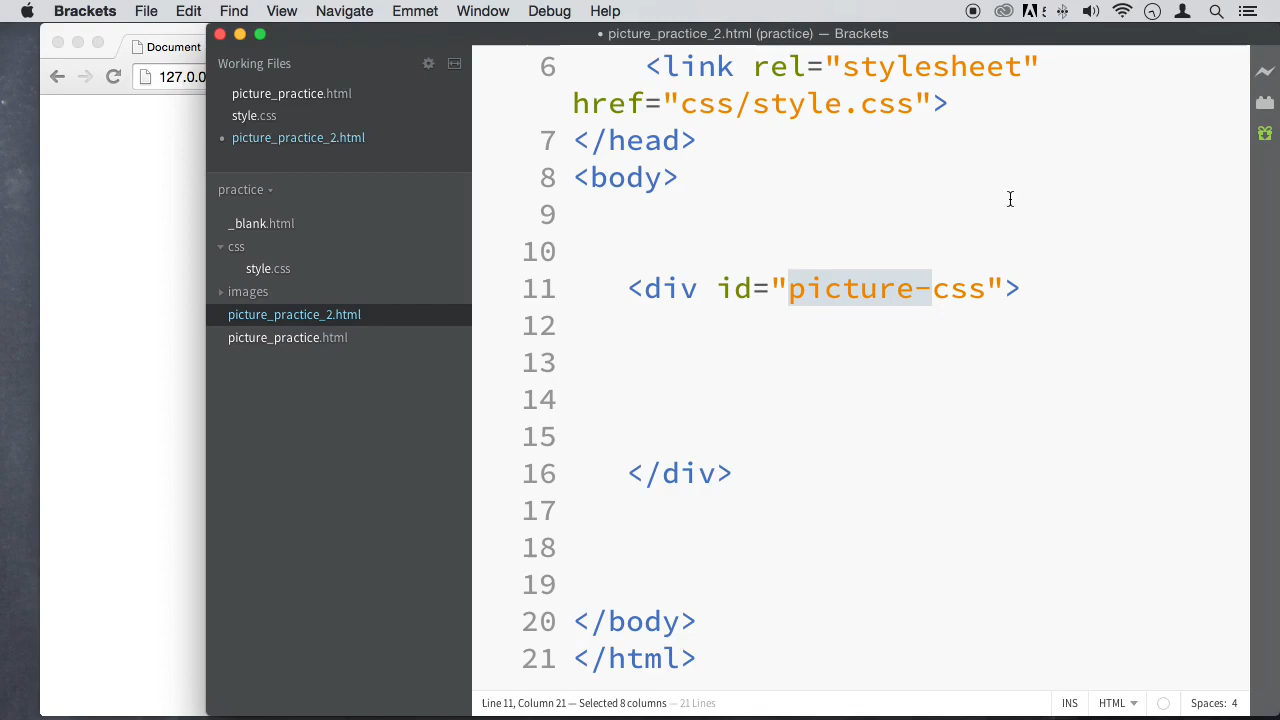 Brackets File Edit Find View Navigate Emmet Window Debug Help
5
Document
127.0.0
• picture_practice_2.html (practice) — Brackets
Working Files
picture_practice.html
style.css
• picture_practice_2.html
practice
_blank.html
css
style.css
images
picture_practice_2.html
picture_practice.html
6 <link rel="stylesheet"
href="css/style.css">
7 </head>
8 <body>
9
10
11 <div id="picture-css">
12
13
14
15
16 </div>
17
18
19
20 </body>
21 </html>
Line 11, Column 21 — Selected 8 columns — 21 Lines
INS HTML Spaces: 4